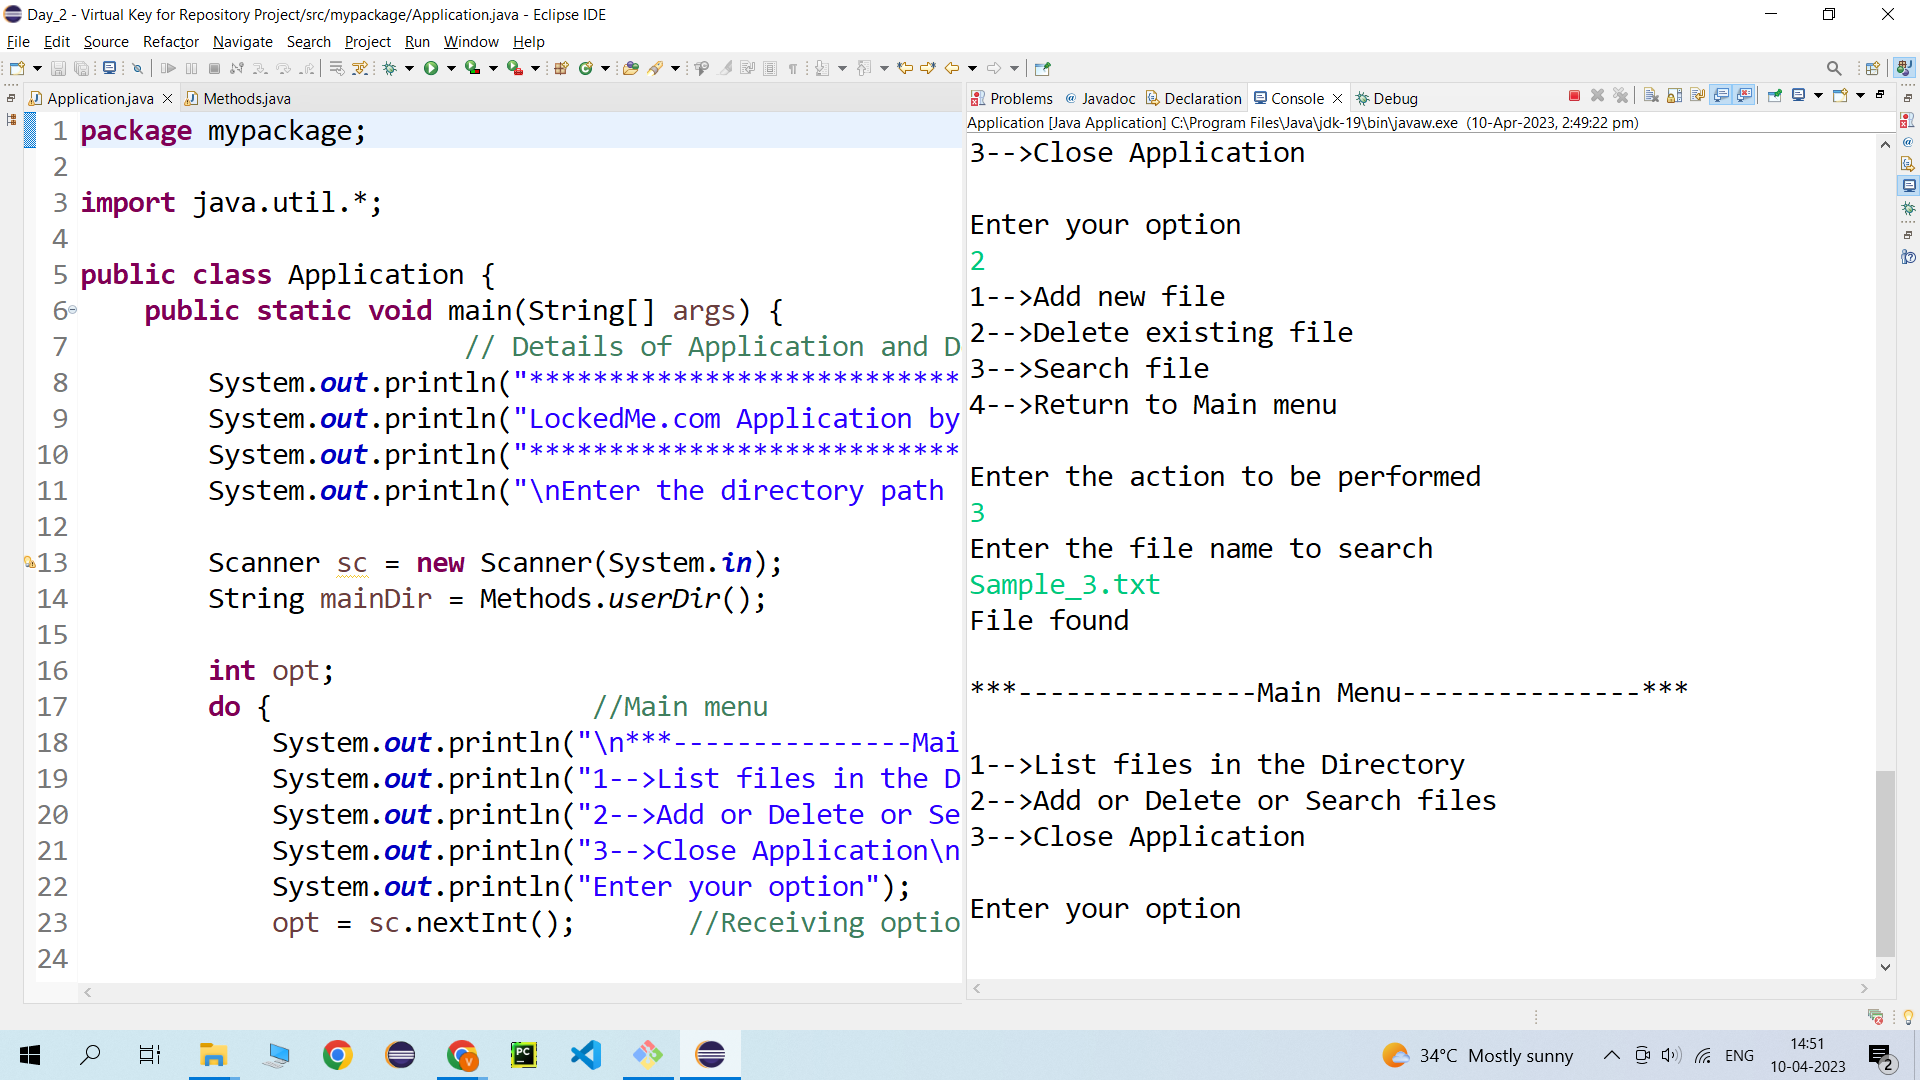 Day_2 - Virtual Key for Repository Project/src/mypackage/Application.java - Eclipse IDE
File Edit Source Refactor Navigate Search Project Run Window Help
Application.java Methods.java
1 package mypackage;
2
3 import java.util.*;
4
5 public class Application {
6 public static void main(String[] args) {
7 // Details of Application and D
8 System.out.println("***************************
9 System.out.println("LockedMe.com Application by
10 System.out.println("***************************
11 System.out.println("\nEnter the directory path
12
13 Scanner sc = new Scanner(System.in);
14 String mainDir = Methods.userDir();
15
16 int opt;
17 do { //Main menu
18 System.out.println("\n***---------------Mai
19 System.out.println("1-->List files in the D
20 System.out.println("2-->Add or Delete or Se
21 System.out.println("3-->Close Application\n
22 System.out.println("Enter your option");
23 opt = sc.nextInt(); //Receiving optio
24
Problems Javadoc Declaration Console Debug
Application [Java Application] C:\Program Files\Java\jdk-19\bin\javaw.exe (10-Apr-2023, 2:49:22 pm)
3-->Close Application
Enter your option
2
1-->Add new file
2-->Delete existing file
3-->Search file
4-->Return to Main menu
Enter the action to be performed
3
Enter the file name to search
Sample_3.txt
File found
***---------------Main Menu---------------***
1-->List files in the Directory
2-->Add or Delete or Search files
3-->Close Application
Enter your option
34°C Mostly sunny
ENG
14:51
10-04-2023
2